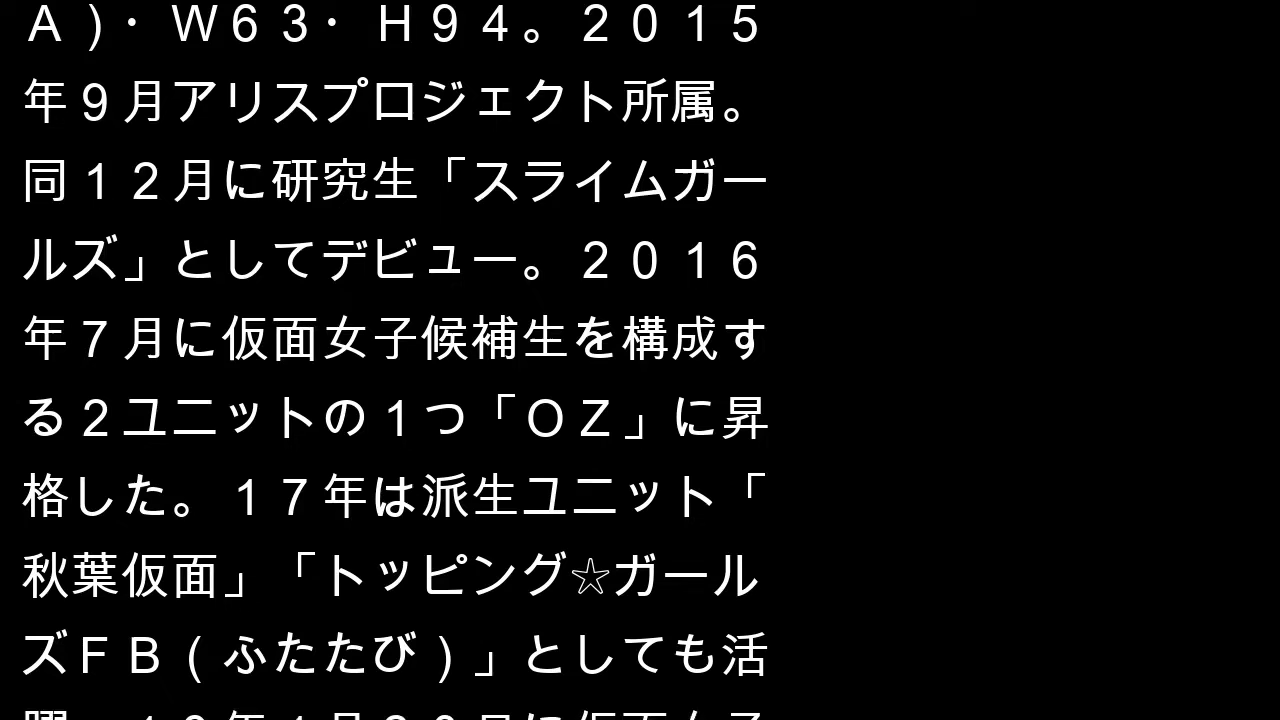 Ａ）・Ｗ６３・Ｈ９４。２０１５
年９月アリスプロジェクト所属。
同１２月に研究生「スライムガー
ルズ」としてデビュー。２０１６
年７月に仮面女子候補生を構成す
る２ユニットの１つ「ＯＺ」に昇
格した。１７年は派生ユニット「
秋葉仮面」「トッピング☆ガール
ズＦＢ（ふたたび）」としても活